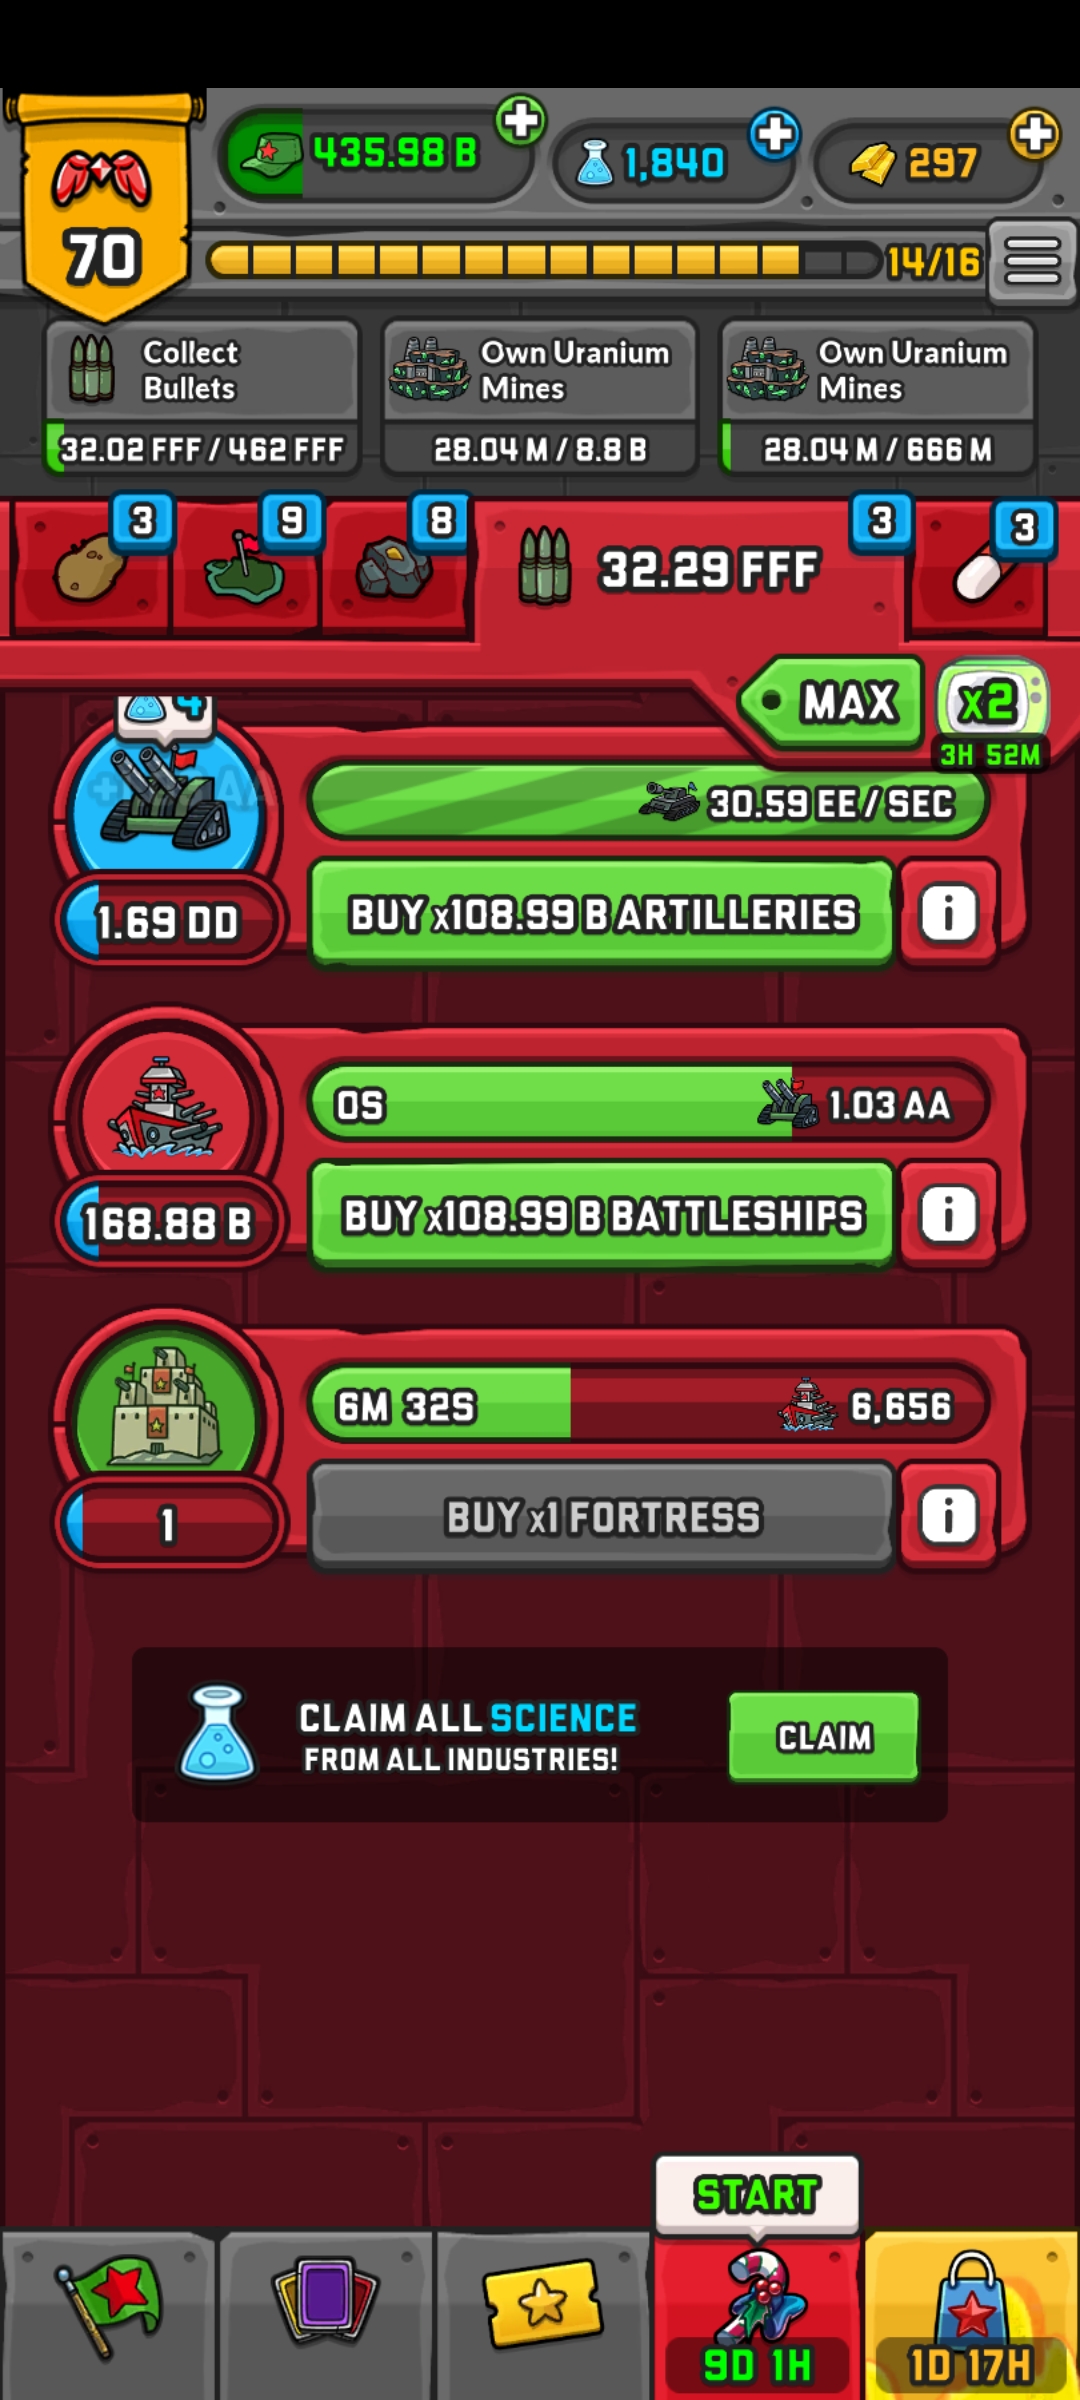 435.98 B
1,840
297
70
14/16
Collect
Bullets
Own Uranium
Mines
Own Uranium
Mines
32.02 FFF / 462 FFF
28.04 M / 8.8 B
28.04 M / 666 M
3
9
8
32.29 FFF
3
3
MAX
x2
3H 52M
4
30.59 EE / SEC
BUY x108.99 B ARTILLERIES
i
1.69 DD
0S
1.03 AA
BUY x108.99 B BATTLESHIPS
i
168.88 B
6M 32S
6,656
BUY x1 FORTRESS
i
1
CLAIM ALL SCIENCE
FROM ALL INDUSTRIES!
CLAIM
START
9D 1H
1D 17H